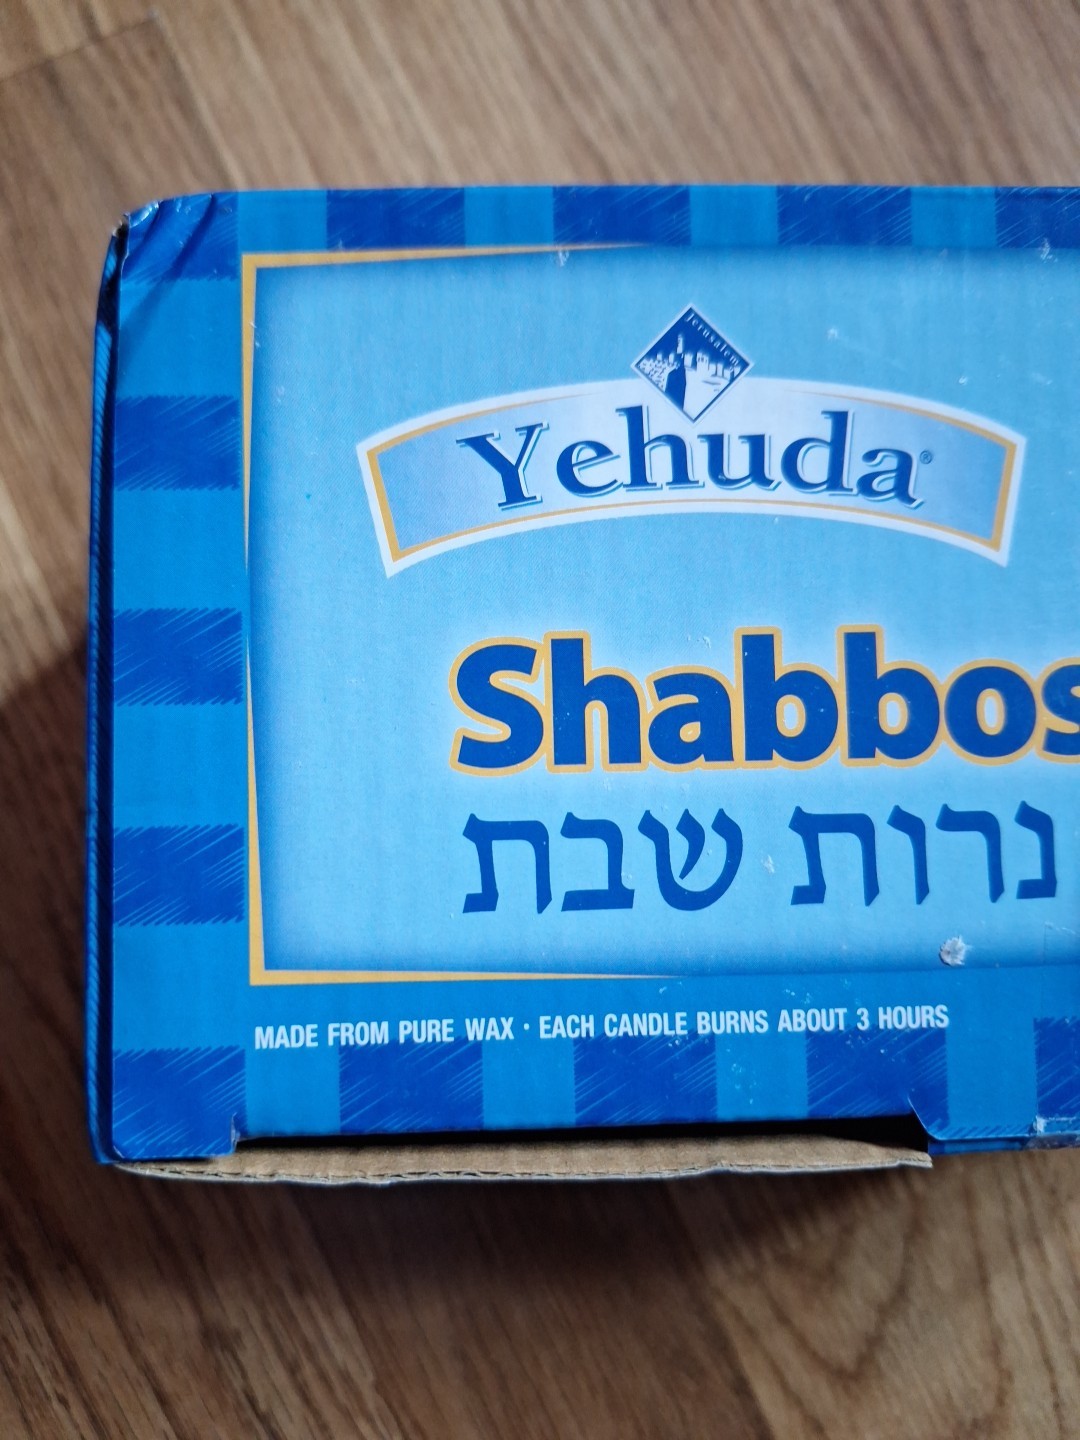 Jerusalem
Yehuda®
Shabbos
נרות שבת
MADE FROM PURE WAX • EACH CANDLE BURNS ABOUT 3 HOURS